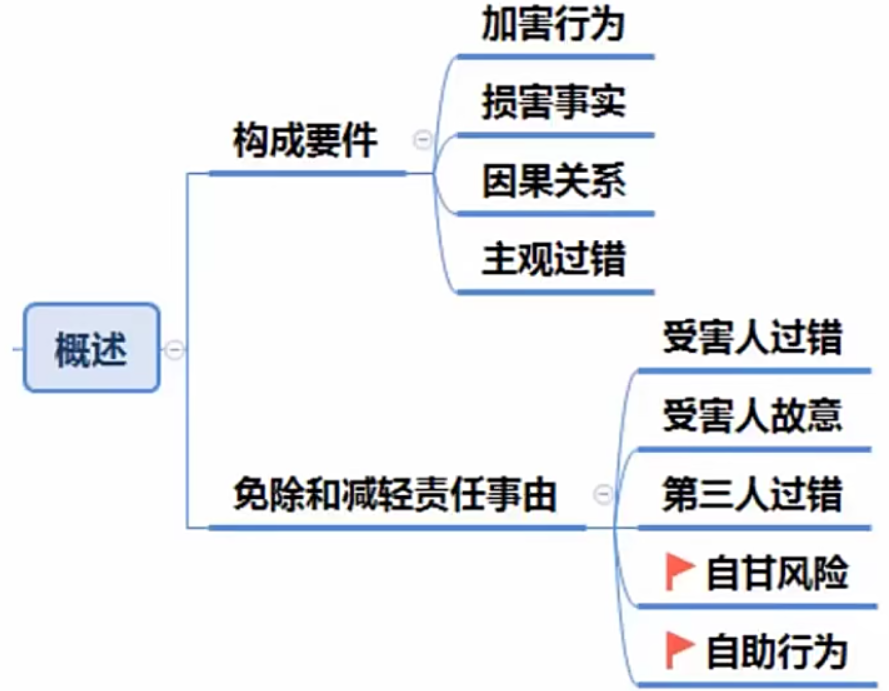 概述
构成要件
加害行为
损害事实
因果关系
主观过错
免除和减轻责任事由
受害人过错
受害人故意
第三人过错
自甘风险
自助行为